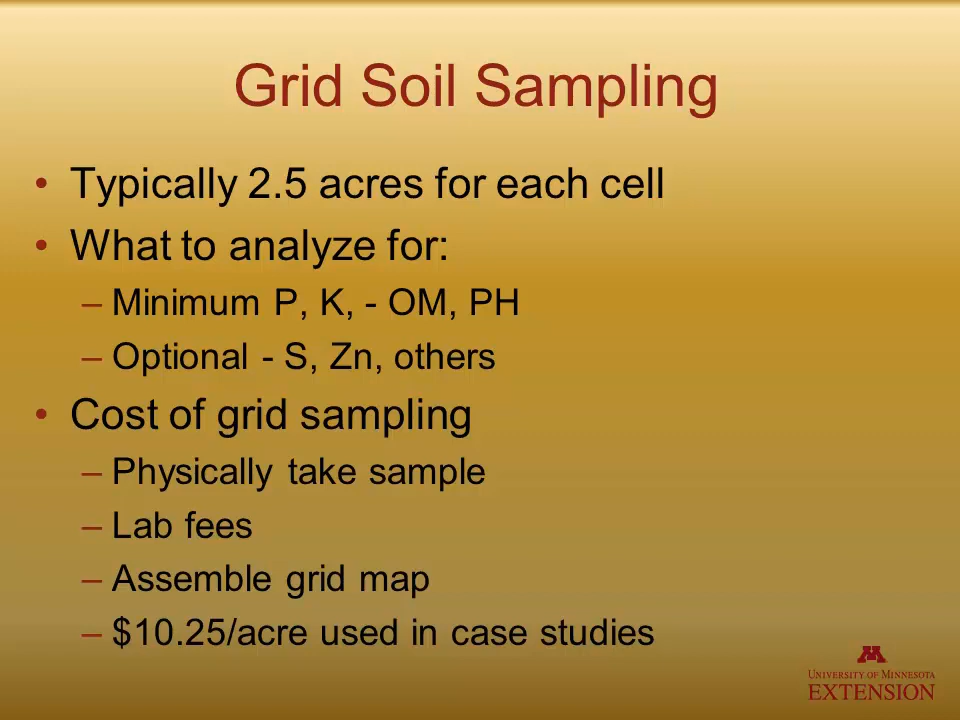 Grid Soil Sampling
• Typically 2.5 acres for each cell
• What to analyze for:
– Minimum P, K, - OM, PH
– Optional - S, Zn, others
• Cost of grid sampling
– Physically take sample
– Lab fees
– Assemble grid map
– $10.25/acre used in case studies
M
UNIVERSITY OF MINNESOTA
EXTENSION